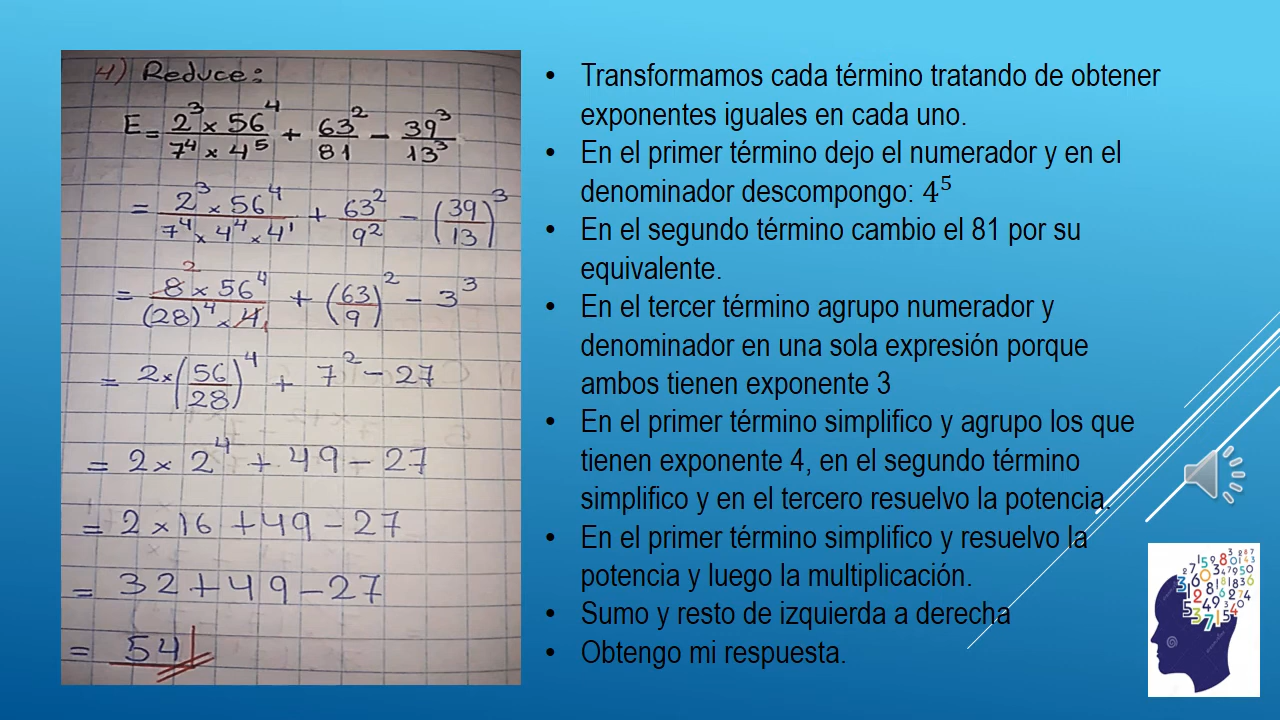 4) Reduce:
E = 2³ × 56⁴ / 7⁴ × 4⁵ + 63² / 81 - 39³ / 13³
= 2³ × 56⁴ / 7⁴ × 4⁴ × 4¹ + 63² / 9² - (39 / 13)³
= 8² × 56⁴ / (28)⁴ × 4₁ + (63 / 9)² - 3³
= 2 × (56 / 28)⁴ + 7² - 27
= 2 × 2⁴ + 49 - 27
= 2 × 16 + 49 - 27
= 32 + 49 - 27
= 54
• Transformamos cada término tratando de obtener
exponentes iguales en cada uno.
• En el primer término dejo el numerador y en el
denominador descompongo: 4⁵
• En el segundo término cambio el 81 por su
equivalente.
• En el tercer término agrupo numerador y
denominador en una sola expresión porque
ambos tienen exponente 3
• En el primer término simplifico y agrupo los que
tienen exponente 4, en el segundo término
simplifico y en el tercero resuelvo la potencia.
• En el primer término simplifico y resuelvo la
potencia y luego la multiplicación.
• Sumo y resto de izquierda a derecha
• Obtengo mi respuesta.